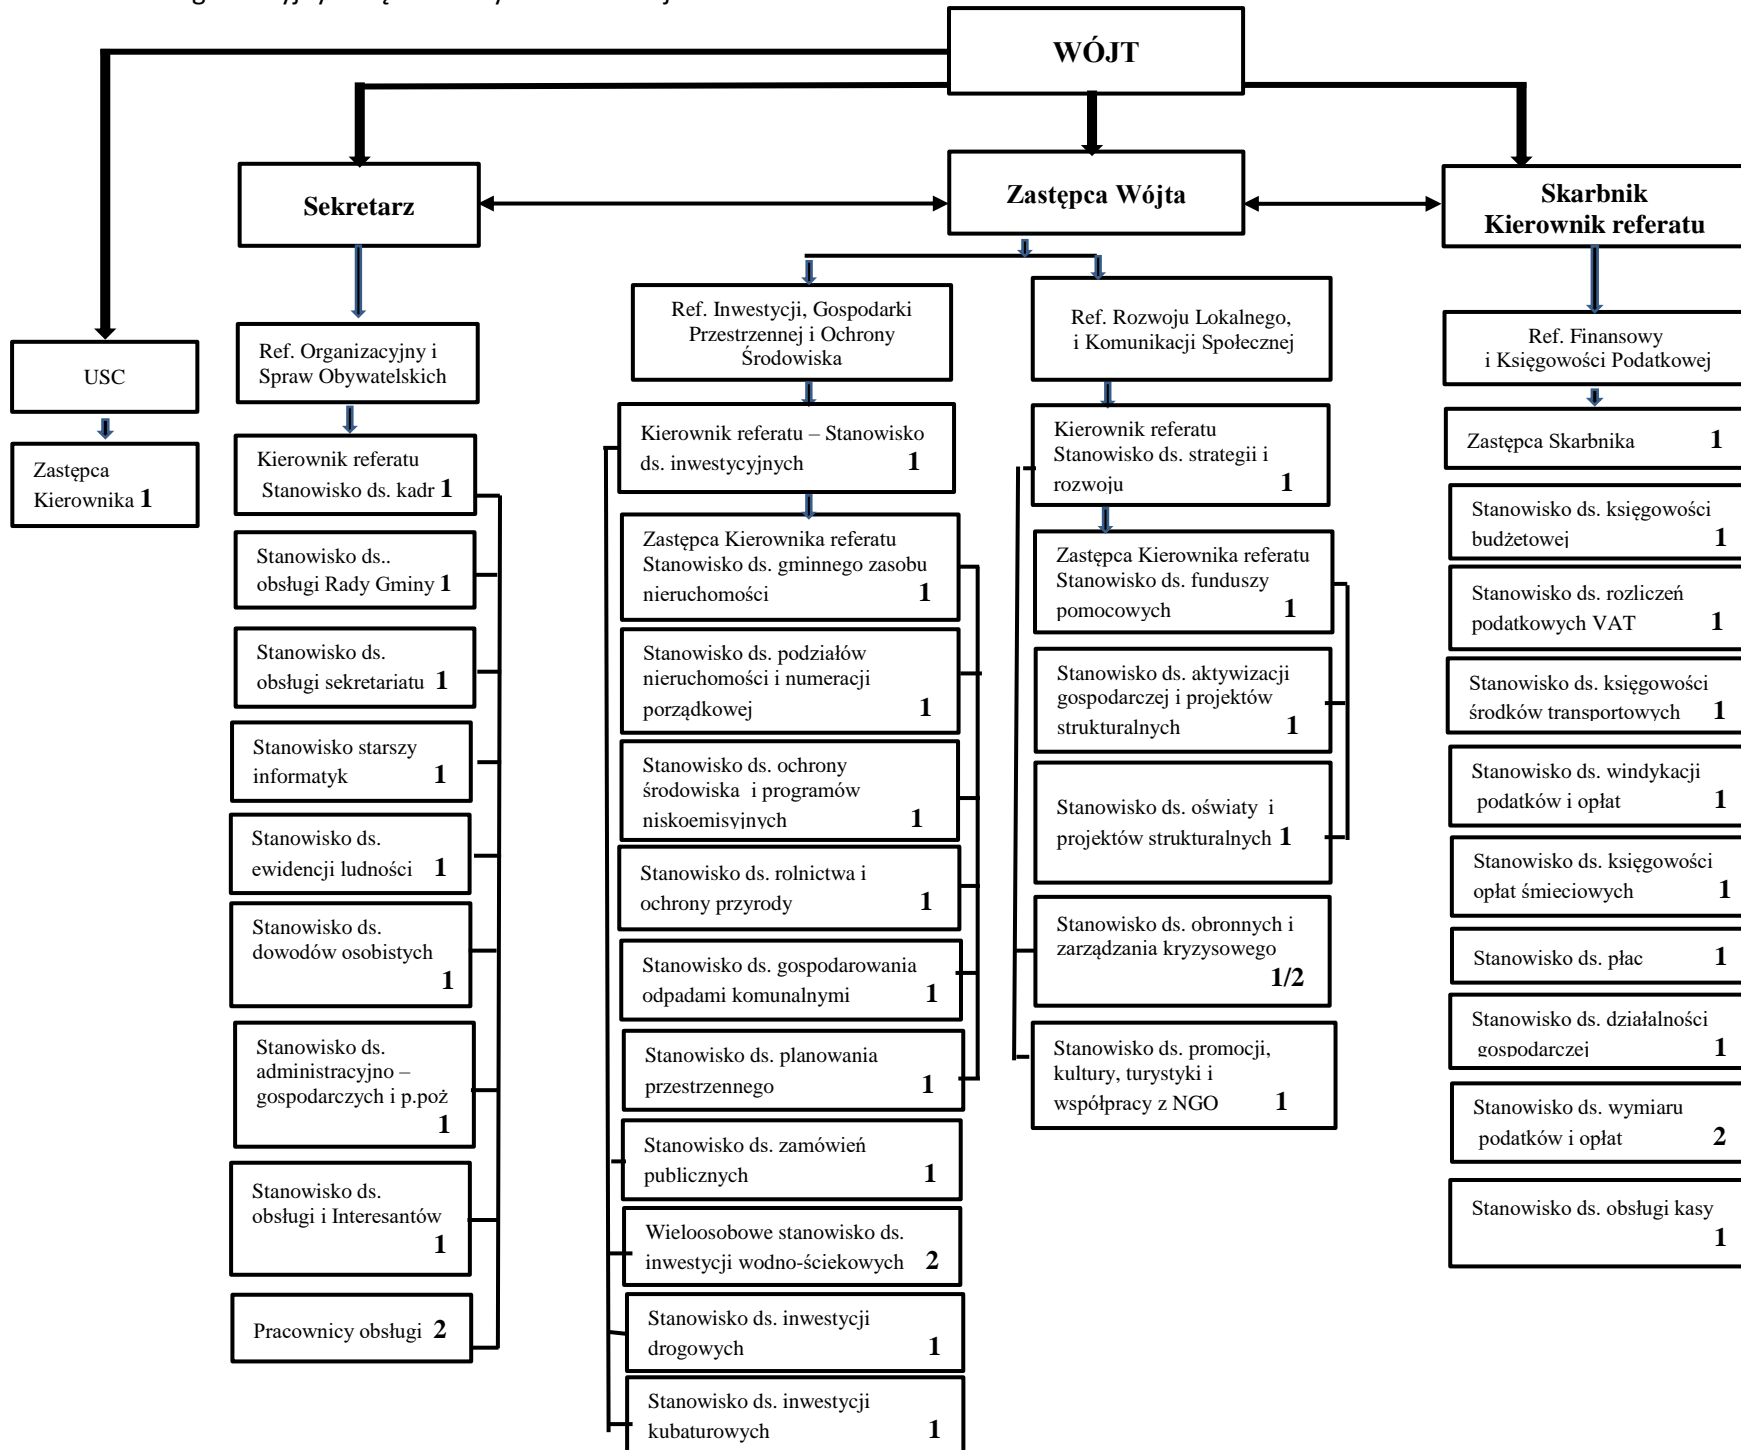 WÓJT
Sekretarz
Zastępca Wójta
Skarbnik
Kierownik referatu
USC
Zastępca
Kierownika 1
Ref. Organizacyjny i
Spraw Obywatelskich
Kierownik referatu
Stanowisko ds. kadr 1
Stanowisko ds..
obsługi Rady Gminy 1
Stanowisko ds.
obsługi sekretariatu 1
Stanowisko starszy
informatyk 1
Stanowisko ds.
ewidencji ludności 1
Stanowisko ds.
dowodów osobistych
1
Stanowisko ds.
administracyjno –
gospodarczych i p.poż
1
Stanowisko ds.
obsługi i Interesantów
1
Pracownicy obsługi 2
Ref. Inwestycji, Gospodarki
Przestrzennej i Ochrony
Środowiska
Kierownik referatu – Stanowisko
ds. inwestycyjnych 1
Zastępca Kierownika referatu
Stanowisko ds. gminnego zasobu
nieruchomości 1
Stanowisko ds. podziałów
nieruchomości i numeracji
porządkowej 1
Stanowisko ds. ochrony
środowiska i programów
niskoemisyjnych 1
Stanowisko ds. rolnictwa i
ochrony przyrody 1
Stanowisko ds. gospodarowania
odpadami komunalnymi 1
Stanowisko ds. planowania
przestrzennego 1
Stanowisko ds. zamówień
publicznych 1
Wieloosobowe stanowisko ds.
inwestycji wodno-ściekowych 2
Stanowisko ds. inwestycji
drogowych 1
Stanowisko ds. inwestycji
kubaturowych 1
Ref. Rozwoju Lokalnego,
i Komunikacji Społecznej
Kierownik referatu
Stanowisko ds. strategii i
rozwoju 1
Zastępca Kierownika referatu
Stanowisko ds. funduszy
pomocowych 1
Stanowisko ds. aktywizacji
gospodarczej i projektów
strukturalnych 1
Stanowisko ds. oświaty i
projektów strukturalnych 1
Stanowisko ds. obronnych i
zarządzania kryzysowego
1/2
Stanowisko ds. promocji,
kultury, turystyki i
współpracy z NGO 1
Ref. Finansowy
i Księgowości Podatkowej
Zastępca Skarbnika 1
Stanowisko ds. księgowości
budżetowej 1
Stanowisko ds. rozliczeń
podatkowych VAT 1
Stanowisko ds. księgowości
środków transportowych 1
Stanowisko ds. windykacji
podatków i opłat 1
Stanowisko ds. księgowości
opłat śmieciowych 1
Stanowisko ds. płac 1
Stanowisko ds. działalności
gospodarczej 1
Stanowisko ds. wymiaru
podatków i opłat 2
Stanowisko ds. obsługi kasy
1